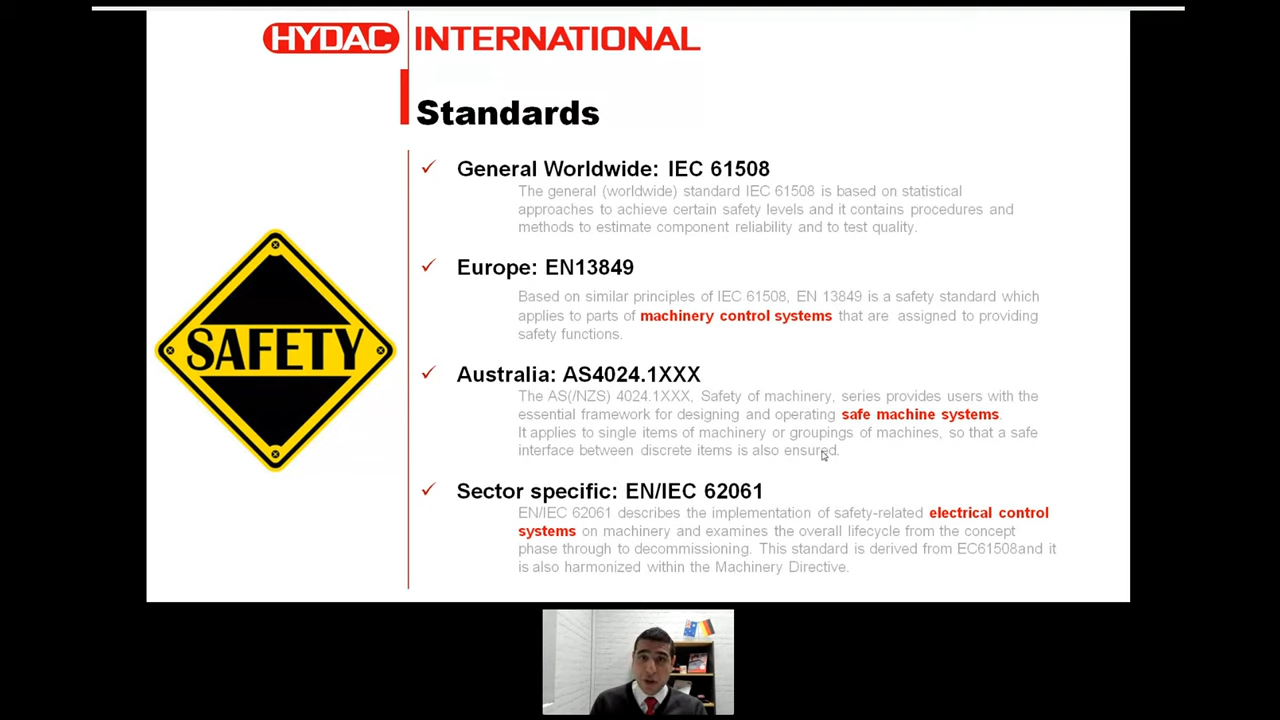 HYDAC INTERNATIONAL
Standards
General Worldwide: IEC 61508
The general (worldwide) standard IEC 61508 is based on statistical
approaches to achieve certain safety levels and it contains procedures and
methods to estimate component reliability and to test quality.
Europe: EN13849
Based on similar principles of IEC 61508, EN 13849 is a safety standard which
applies to parts of machinery control systems that are assigned to providing
safety functions.
SAFETY
Australia: AS4024.1XXX
The AS(/NZS) 4024.1XXX, Safety of machinery, series provides users with the
essential framework for designing and operating safe machine systems.
It applies to single items of machinery or groupings of machines, so that a safe
interface between discrete items is also ensured.
Sector specific: EN/IEC 62061
EN/IEC 62061 describes the implementation of safety-related electrical control
systems on machinery and examines the overall lifecycle from the concept
phase through to decommissioning. This standard is derived from EC61508and it
is also harmonized within the Machinery Directive.